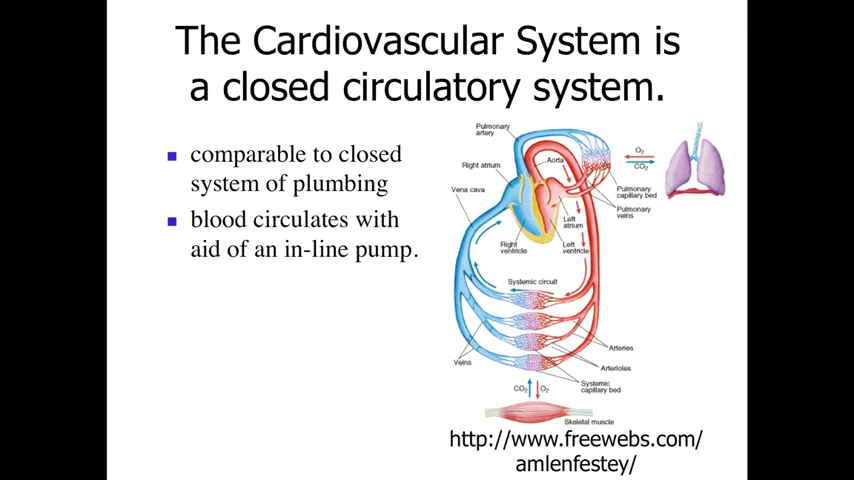 The Cardiovascular System is
a closed circulatory system.
comparable to closed
system of plumbing
blood circulates with
aid of an in-line pump.
Pulmonary
artery
Aorta
O2
CO2
Right atrium
Vena cava
Pulmonary
capillary bed
Pulmonary
veins
Left
atrium
Right
ventricle
Left
ventricle
Systemic circuit
Arteries
Veins
Arterioles
Systemic
capillary bed
CO2
O2
Skeletal muscle
http://www.freewebs.com/
amlenfestey/